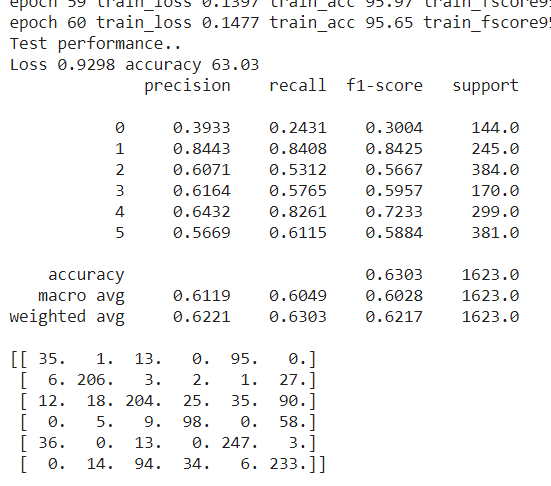 epoch 59 train_loss 0.1397 train_acc 95.97 train_fscore95
epoch 60 train_loss 0.1477 train_acc 95.65 train_fscore95
Test performance..
Loss 0.9298 accuracy 63.03
precision recall f1-score support
0 0.3933 0.2431 0.3004 144.0
1 0.8443 0.8408 0.8425 245.0
2 0.6071 0.5312 0.5667 384.0
3 0.6164 0.5765 0.5957 170.0
4 0.6432 0.8261 0.7233 299.0
5 0.5669 0.6115 0.5884 381.0
accuracy 0.6303 1623.0
macro avg 0.6119 0.6049 0.6028 1623.0
weighted avg 0.6221 0.6303 0.6217 1623.0
[[ 35. 1. 13. 0. 95. 0.]
[ 6. 206. 3. 2. 1. 27.]
[ 12. 18. 204. 25. 35. 90.]
[ 0. 5. 9. 98. 0. 58.]
[ 36. 0. 13. 0. 247. 3.]
[ 0. 14. 94. 34. 6. 233.]]